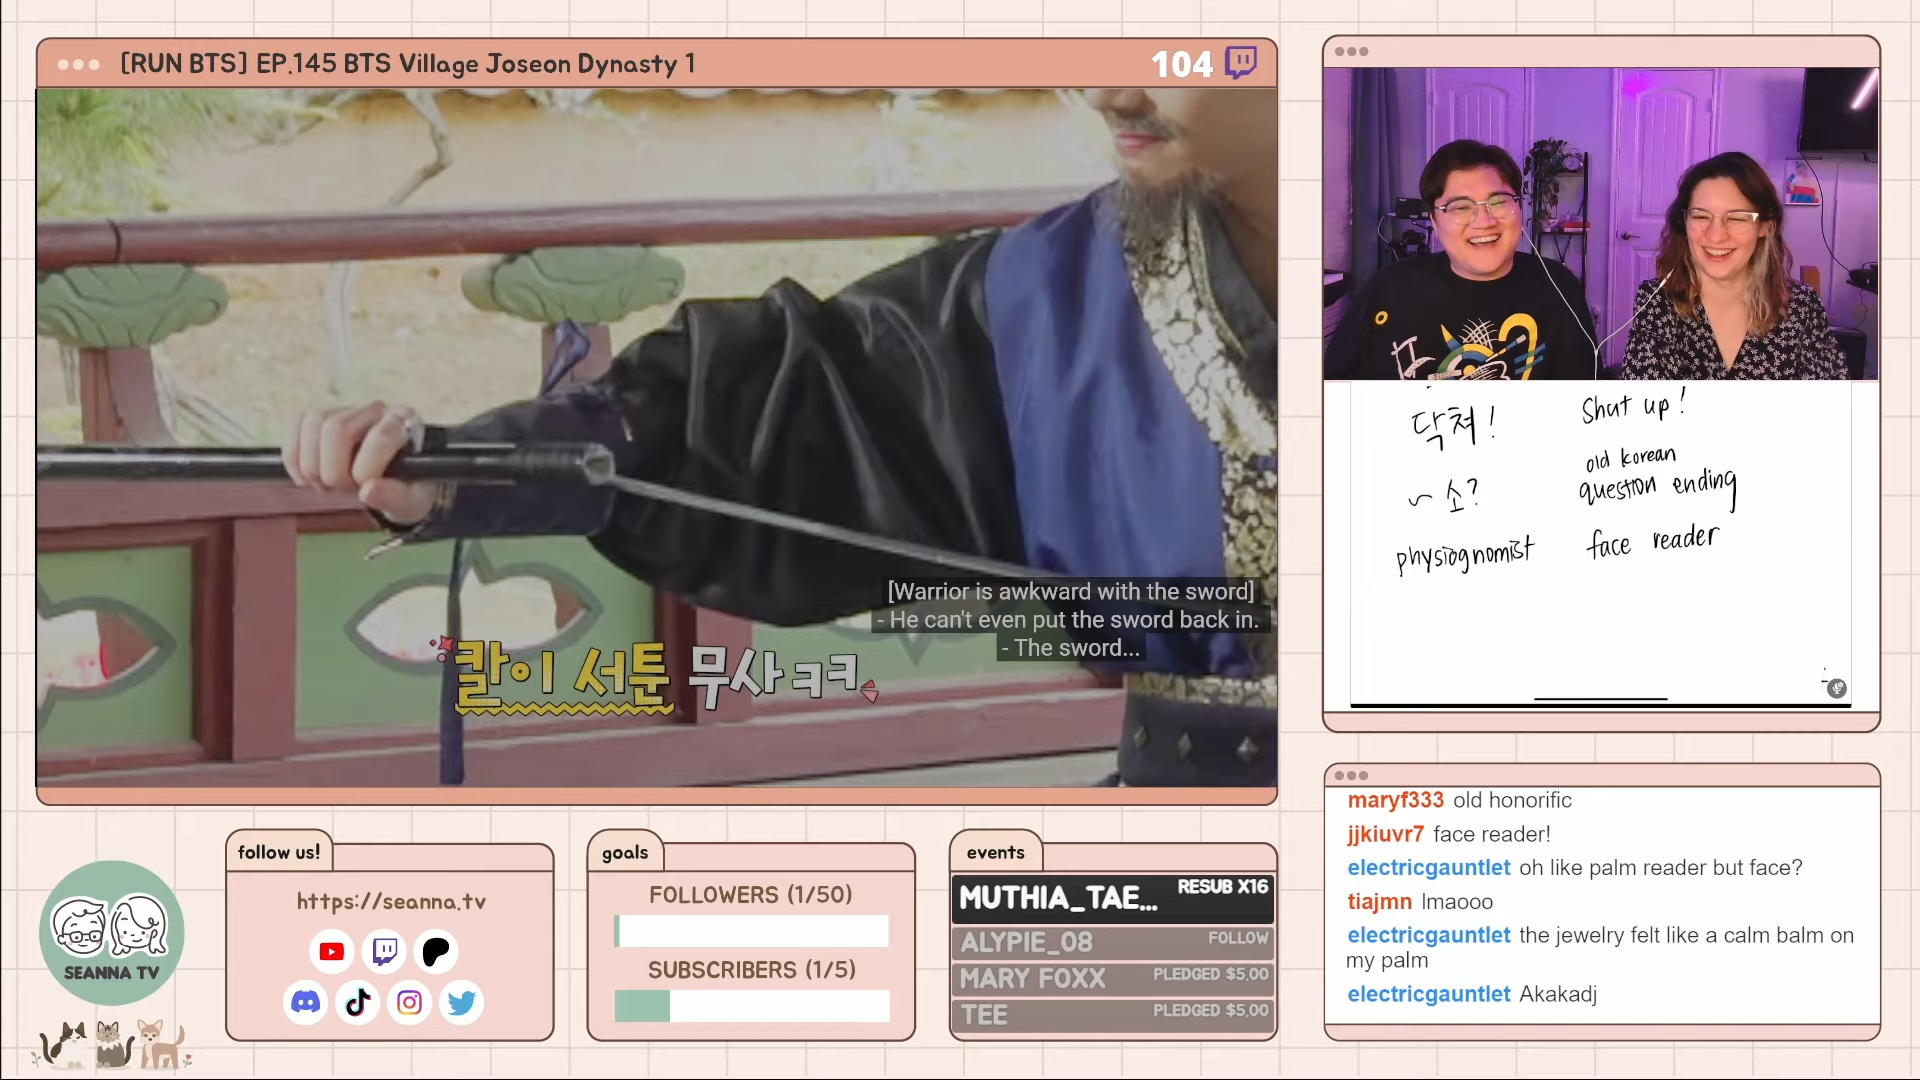 [RUN BTS] EP.145 BTS Village Joseon Dynasty 1
104
[Warrior is awkward with the sword]
- He can't even put the sword back in.
- The sword...
칼이 서툰 무사ㅋㅋ
닥쳐! Shut up!
~소? old korean question ending
physiognomist face reader
maryf333 old honorific
jjkiuvr7 face reader!
electricgauntlet oh like palm reader but face?
tiajmn lmaooo
electricgauntlet the jewelry felt like a calm balm on
my palm
electricgauntlet Akakadj
SEANNA TV
follow us!
https://seanna.tv
goals
FOLLOWERS (1/50)
SUBSCRIBERS (1/5)
events
MUTHIA_TAE... RESUB X16
ALYPIE_08 FOLLOW
MARY FOXX PLEDGED $5.00
TEE PLEDGED $5.00